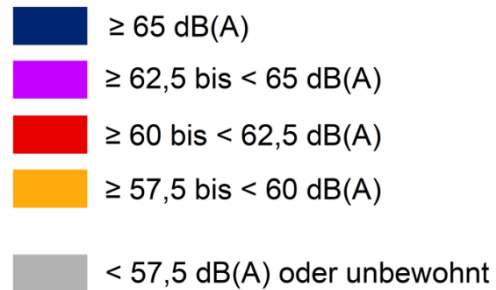 ≥ 65 dB(A)
≥ 62,5 bis < 65 dB(A)
≥ 60 bis < 62,5 dB(A)
≥ 57,5 bis < 60 dB(A)
< 57,5 dB(A) oder unbewohnt